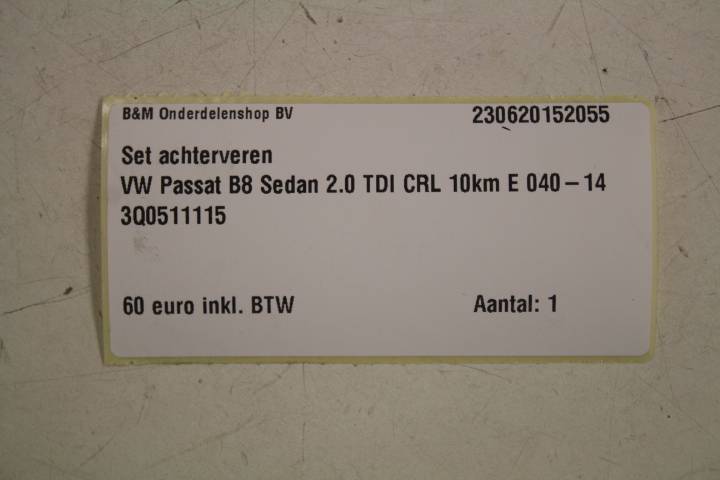 B&M Onderdelenshop BV 230620152055
Set achterveren
VW Passat B8 Sedan 2.0 TDI CRL 10km E 040-14
3Q0511115
60 euro inkl. BTW Aantal: 1